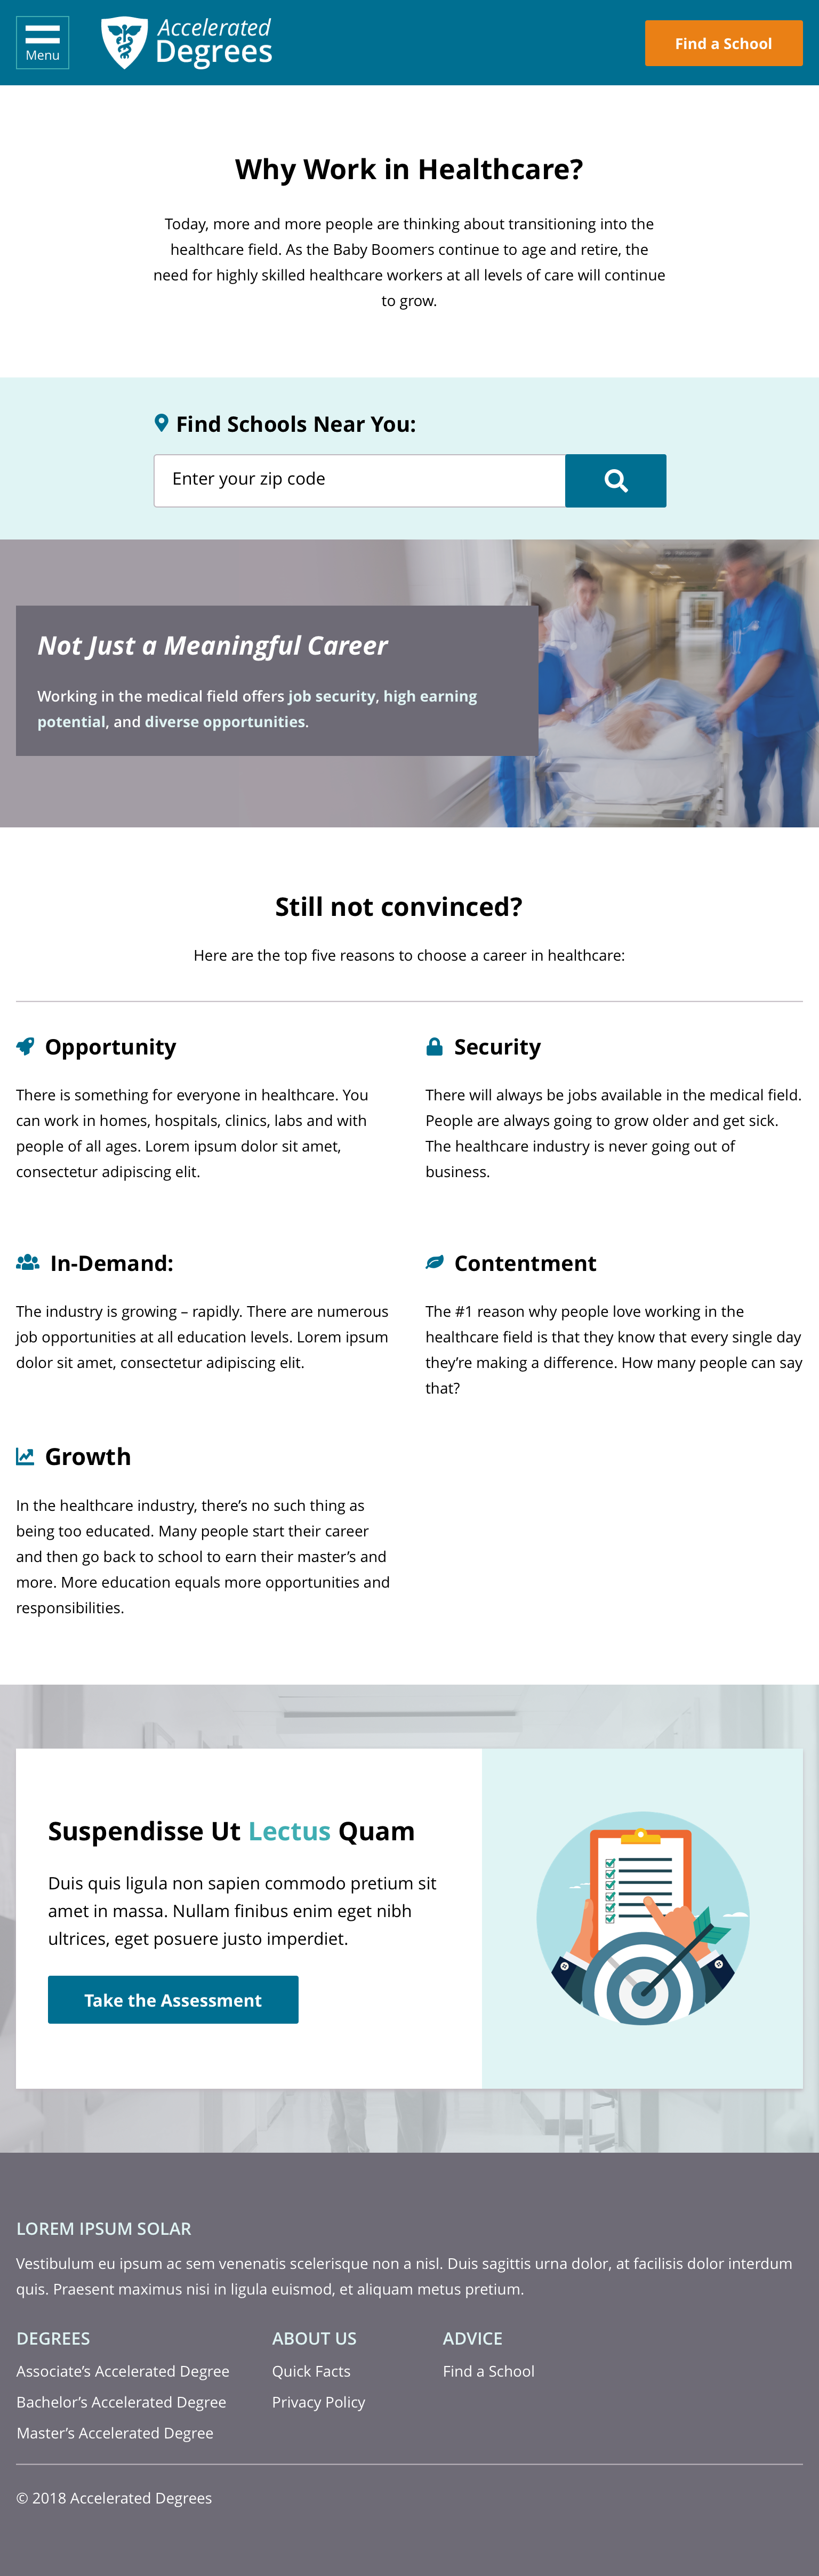 Menu
Accelerated
Degrees
Find a School
Why Work in Healthcare?
Today, more and more people are thinking about transitioning into the
healthcare field. As the Baby Boomers continue to age and retire, the
need for highly skilled healthcare workers at all levels of care will continue
to grow.
Find Schools Near You:
Enter your zip code
Not Just a Meaningful Career
Working in the medical field offers job security, high earning
potential, and diverse opportunities.
Still not convinced?
Here are the top five reasons to choose a career in healthcare:
Opportunity
There is something for everyone in healthcare. You
can work in homes, hospitals, clinics, labs and with
people of all ages. Lorem ipsum dolor sit amet,
consectetur adipiscing elit.
Security
There will always be jobs available in the medical field.
People are always going to grow older and get sick.
The healthcare industry is never going out of
business.
In-Demand:
The industry is growing – rapidly. There are numerous
job opportunities at all education levels. Lorem ipsum
dolor sit amet, consectetur adipiscing elit.
Contentment
The #1 reason why people love working in the
healthcare field is that they know that every single day
they’re making a difference. How many people can say
that?
Growth
In the healthcare industry, there’s no such thing as
being too educated. Many people start their career
and then go back to school to earn their master’s and
more. More education equals more opportunities and
responsibilities.
Suspendisse Ut Lectus Quam
Duis quis ligula non sapien commodo pretium sit
amet in massa. Nullam finibus enim eget nibh
ultrices, eget posuere justo imperdiet.
Take the Assessment
LOREM IPSUM SOLAR
Vestibulum eu ipsum ac sem venenatis scelerisque non a nisl. Duis sagittis urna dolor, at facilisis dolor interdum
quis. Praesent maximus nisi in ligula euismod, et aliquam metus pretium.
DEGREES
Associate’s Accelerated Degree
Bachelor’s Accelerated Degree
Master’s Accelerated Degree
ABOUT US
Quick Facts
Privacy Policy
ADVICE
Find a School
© 2018 Accelerated Degrees